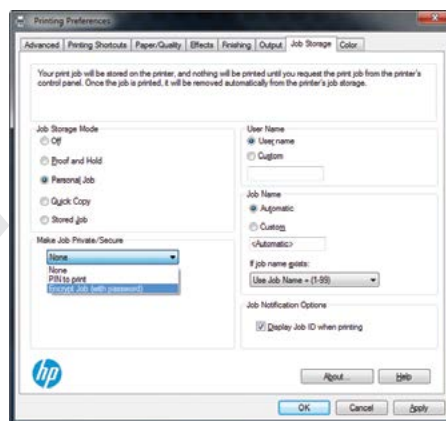 Printing Preferences
Advanced Printing Shortcuts Paper/Quality Effects Finishing Output Job Storage Color
Your print job will be stored on the printer, and nothing will be printed until you request the print job from the printer's
control panel. Once the job is printed, it will be removed automatically from the printer's job storage.
Job Storage Mode
Off
Proof and Hold
Personal Job
Quick Copy
Stored Job
Make Job Private/Secure
None
None
PIN to print
Encrypt Job (with password)
User Name
User name
Custom
Job Name
Automatic
Custom
<Automatic>
If job name exists:
Use Job Name + (1-99)
Job Notification Options
Display Job ID when printing
hp
About...
Help
OK
Cancel
Apply